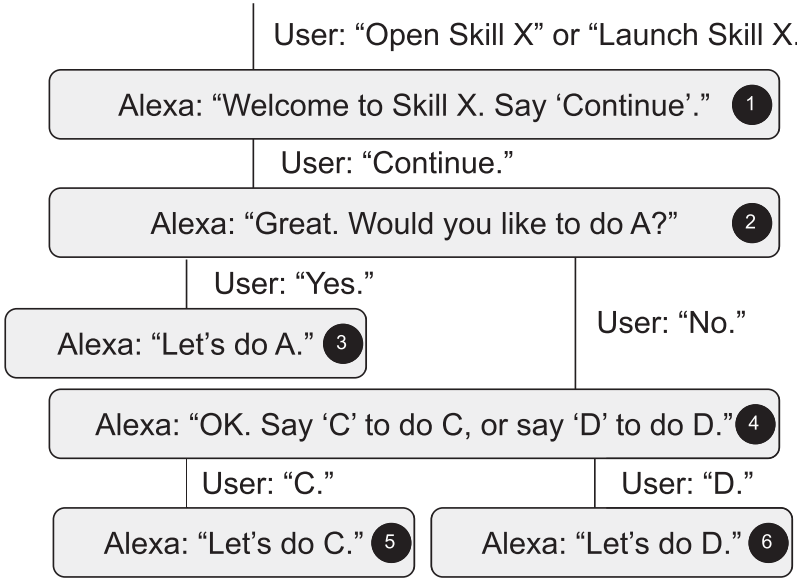 User: “Open Skill X” or “Launch Skill X.
Alexa: “Welcome to Skill X. Say ‘Continue’.” 1
User: “Continue.”
Alexa: “Great. Would you like to do A?” 2
User: “Yes.”
User: “No.”
Alexa: “Let’s do A.” 3
Alexa: “OK. Say ‘C’ to do C, or say ‘D’ to do D.” 4
User: “C.”
User: “D.”
Alexa: “Let’s do C.” 5
Alexa: “Let’s do D.” 6